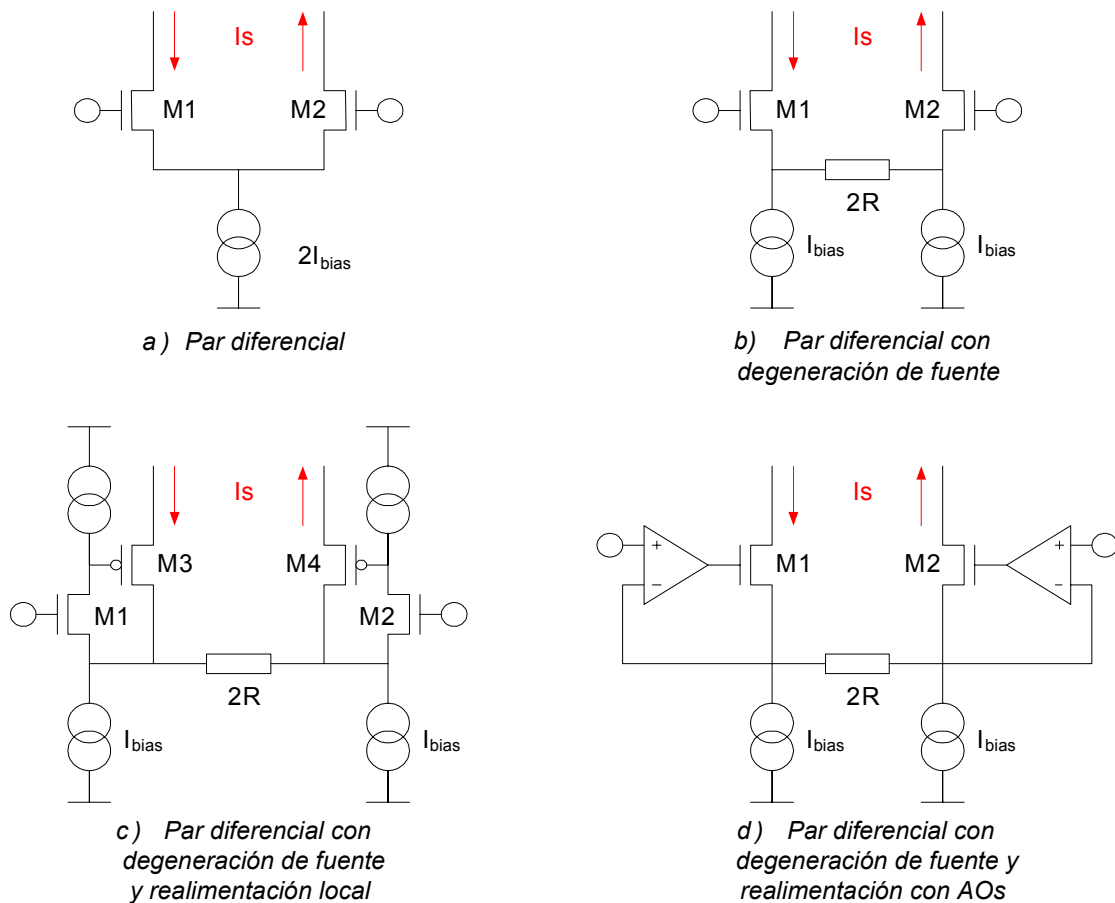 Is
M1 M2
2Ibias
a) Par diferencial
Is
M1 M2
2R
Ibias Ibias
b) Par diferencial con
degeneración de fuente
Is
M3 M4
M1 M2
2R
Ibias Ibias
c) Par diferencial con
degeneración de fuente
y realimentación local
Is
+ +
M1 M2
− −
2R
Ibias Ibias
d) Par diferencial con
degeneración de fuente y
realimentación con AOs